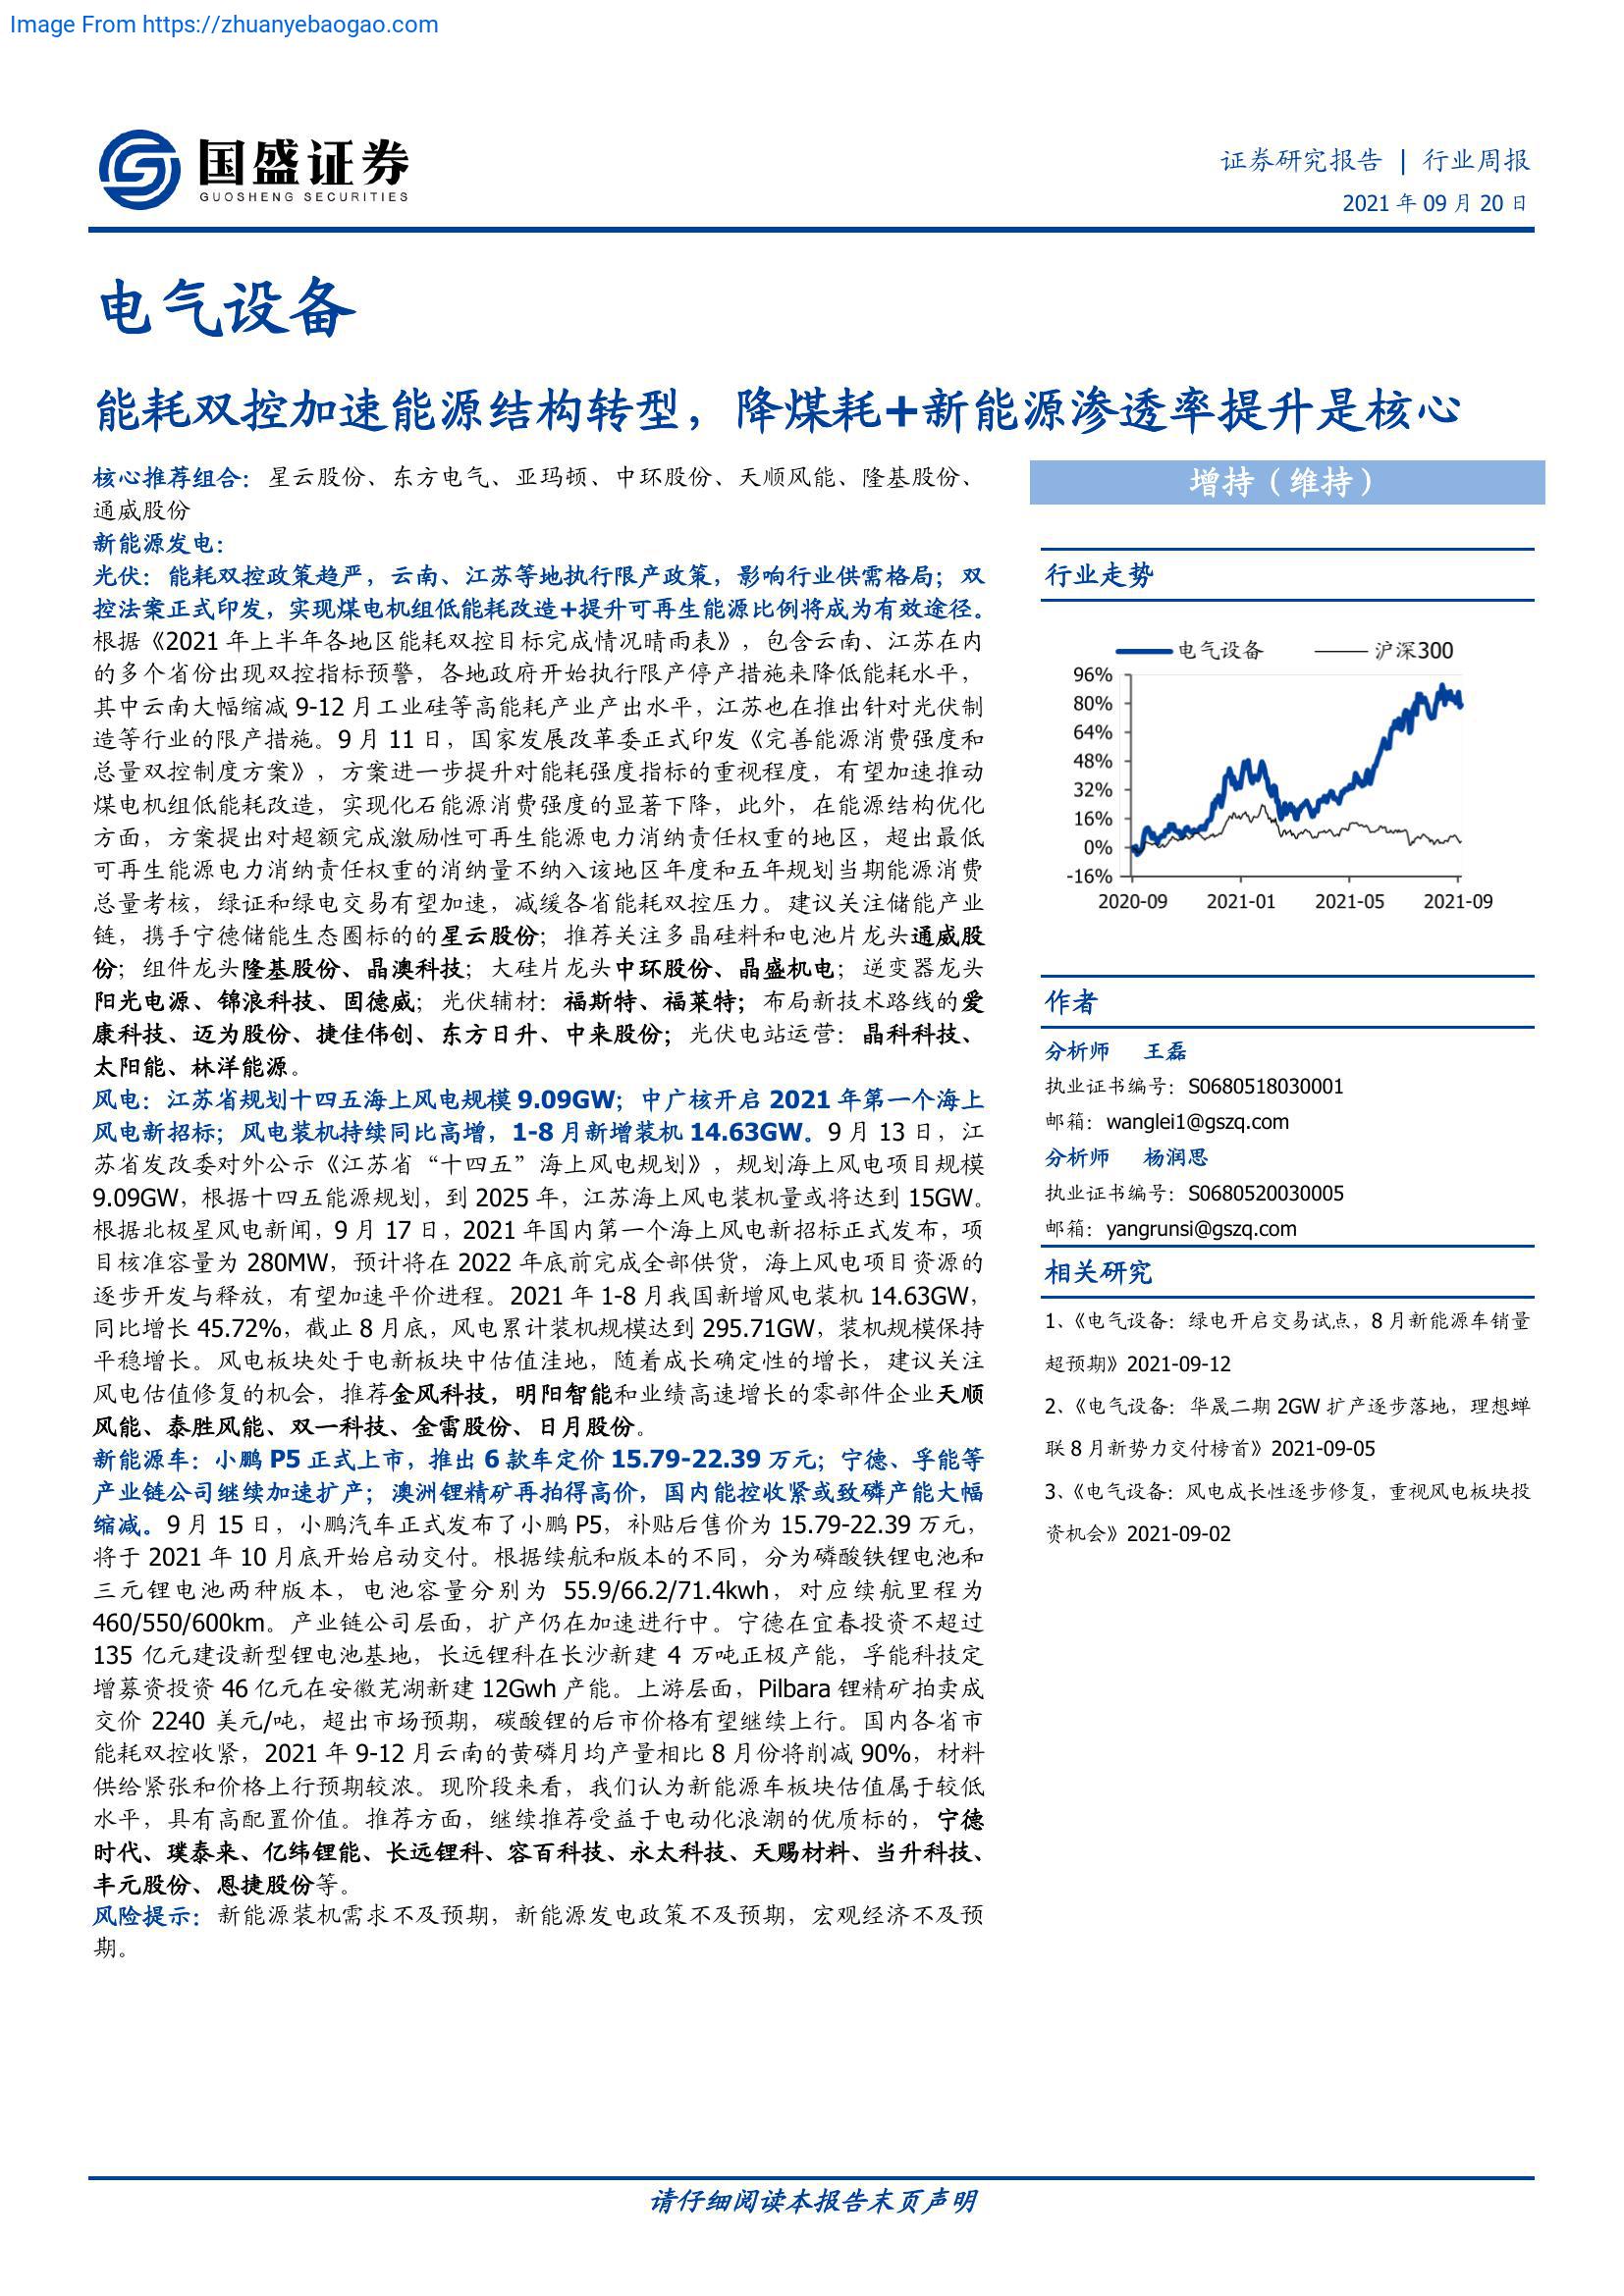 Image From https://zhuanyebaogao.com
国盛证券
GUOSHENG SECURITIES
证券研究报告 | 行业周报
2021 年 09 月 20 日
电气设备
能耗双控加速能源结构转型，降煤耗+新能源渗透率提升是核心
核心推荐组合：星云股份、东方电气、亚玛顿、中环股份、天顺风能、隆基股份、
通威股份
新能源发电：
光伏：能耗双控政策趋严，云南、江苏等地执行限产政策，影响行业供需格局；双
控法案正式印发，实现煤电机组低能耗改造+提升可再生能源比例将成为有效途径。
根据《2021 年上半年各地区能耗双控目标完成情况晴雨表》，包含云南、江苏在内
的多个省份出现双控指标预警，各地政府开始执行限产停产措施来降低能耗水平，
其中云南大幅缩减 9-12 月工业硅等高能耗产业产出水平，江苏也在推出针对光伏制
造等行业的限产措施。9 月 11 日，国家发展改革委正式印发《完善能源消费强度和
总量双控制度方案》，方案进一步提升对能耗强度指标的重视程度，有望加速推动
煤电机组低能耗改造，实现化石能源消费强度的显著下降，此外，在能源结构优化
方面，方案提出对超额完成激励性可再生能源电力消纳责任权重的地区，超出最低
可再生能源电力消纳责任权重的消纳量不纳入该地区年度和五年规划当期能源消费
总量考核，绿证和绿电交易有望加速，减缓各省能耗双控压力。建议关注储能产业
链，携手宁德储能生态圈标的的星云股份；推荐关注多晶硅料和电池片龙头通威股
份；组件龙头隆基股份、晶澳科技；大硅片龙头中环股份、晶盛机电；逆变器龙头
阳光电源、锦浪科技、固德威；光伏辅材：福斯特、福莱特；布局新技术路线的爱
康科技、迈为股份、捷佳伟创、东方日升、中来股份；光伏电站运营：晶科科技、
太阳能、林洋能源。
风电：江苏省规划十四五海上风电规模 9.09GW；中广核开启 2021 年第一个海上
风电新招标；风电装机持续同比高增，1-8 月新增装机 14.63GW。9 月 13 日，江
苏省发改委对外公示《江苏省“十四五”海上风电规划》，规划海上风电项目规模
9.09GW，根据十四五能源规划，到 2025 年，江苏海上风电装机量或将达到 15GW。
根据北极星风电新闻，9 月 17 日，2021 年国内第一个海上风电新招标正式发布，项
目核准容量为 280MW，预计将在 2022 年底前完成全部供货，海上风电项目资源的
逐步开发与释放，有望加速平价进程。2021 年 1-8 月我国新增风电装机 14.63GW，
同比增长 45.72%，截止 8 月底，风电累计装机规模达到 295.71GW，装机规模保持
平稳增长。风电板块处于电新板块中估值洼地，随着成长确定性的增长，建议关注
风电估值修复的机会，推荐金风科技，明阳智能和业绩高速增长的零部件企业天顺
风能、泰胜风能、双一科技、金雷股份、日月股份。
新能源车：小鹏 P5 正式上市，推出 6 款车定价 15.79-22.39 万元；宁德、孚能等
产业链公司继续加速扩产；澳洲锂精矿再拍得高价，国内能控收紧或致磷产能大幅
缩减。9 月 15 日，小鹏汽车正式发布了小鹏 P5，补贴后售价为 15.79-22.39 万元，
将于 2021 年 10 月底开始启动交付。根据续航和版本的不同，分为磷酸铁锂电池和
三元锂电池两种版本，电池容量分别为 55.9/66.2/71.4kwh，对应续航里程为
460/550/600km。产业链公司层面，扩产仍在加速进行中。宁德在宜春投资不超过
135 亿元建设新型锂电池基地，长远锂科在长沙新建 4 万吨正极产能，孚能科技定
增募资投资 46 亿元在安徽芜湖新建 12Gwh 产能。上游层面，Pilbara 锂精矿拍卖成
交价 2240 美元/吨，超出市场预期，碳酸锂的后市价格有望继续上行。国内各省市
能耗双控收紧，2021 年 9-12 月云南的黄磷月均产量相比 8 月份将削减 90%，材料
供给紧张和价格上行预期较浓。现阶段来看，我们认为新能源车板块估值属于较低
水平，具有高配置价值。推荐方面，继续推荐受益于电动化浪潮的优质标的，宁德
时代、璞泰来、亿纬锂能、长远锂科、容百科技、永太科技、天赐材料、当升科技、
丰元股份、恩捷股份等。
风险提示：新能源装机需求不及预期，新能源发电政策不及预期，宏观经济不及预
期。
增持（维持）
行业走势
电气设备 沪深300
96%
80%
64%
48%
32%
16%
0%
-16%
2020-09 2021-01 2021-05 2021-09
作者
分析师 王磊
执业证书编号：S0680518030001
邮箱：wanglei1@gszq.com
分析师 杨润思
执业证书编号：S0680520030005
邮箱：yangrunsi@gszq.com
相关研究
1、《电气设备：绿电开启交易试点，8 月新能源车销量
超预期》2021-09-12
2、《电气设备：华晟二期 2GW 扩产逐步落地，理想蝉
联 8 月新势力交付榜首》2021-09-05
3、《电气设备：风电成长性逐步修复，重视风电板块投
资机会》2021-09-02
请仔细阅读本报告末页声明